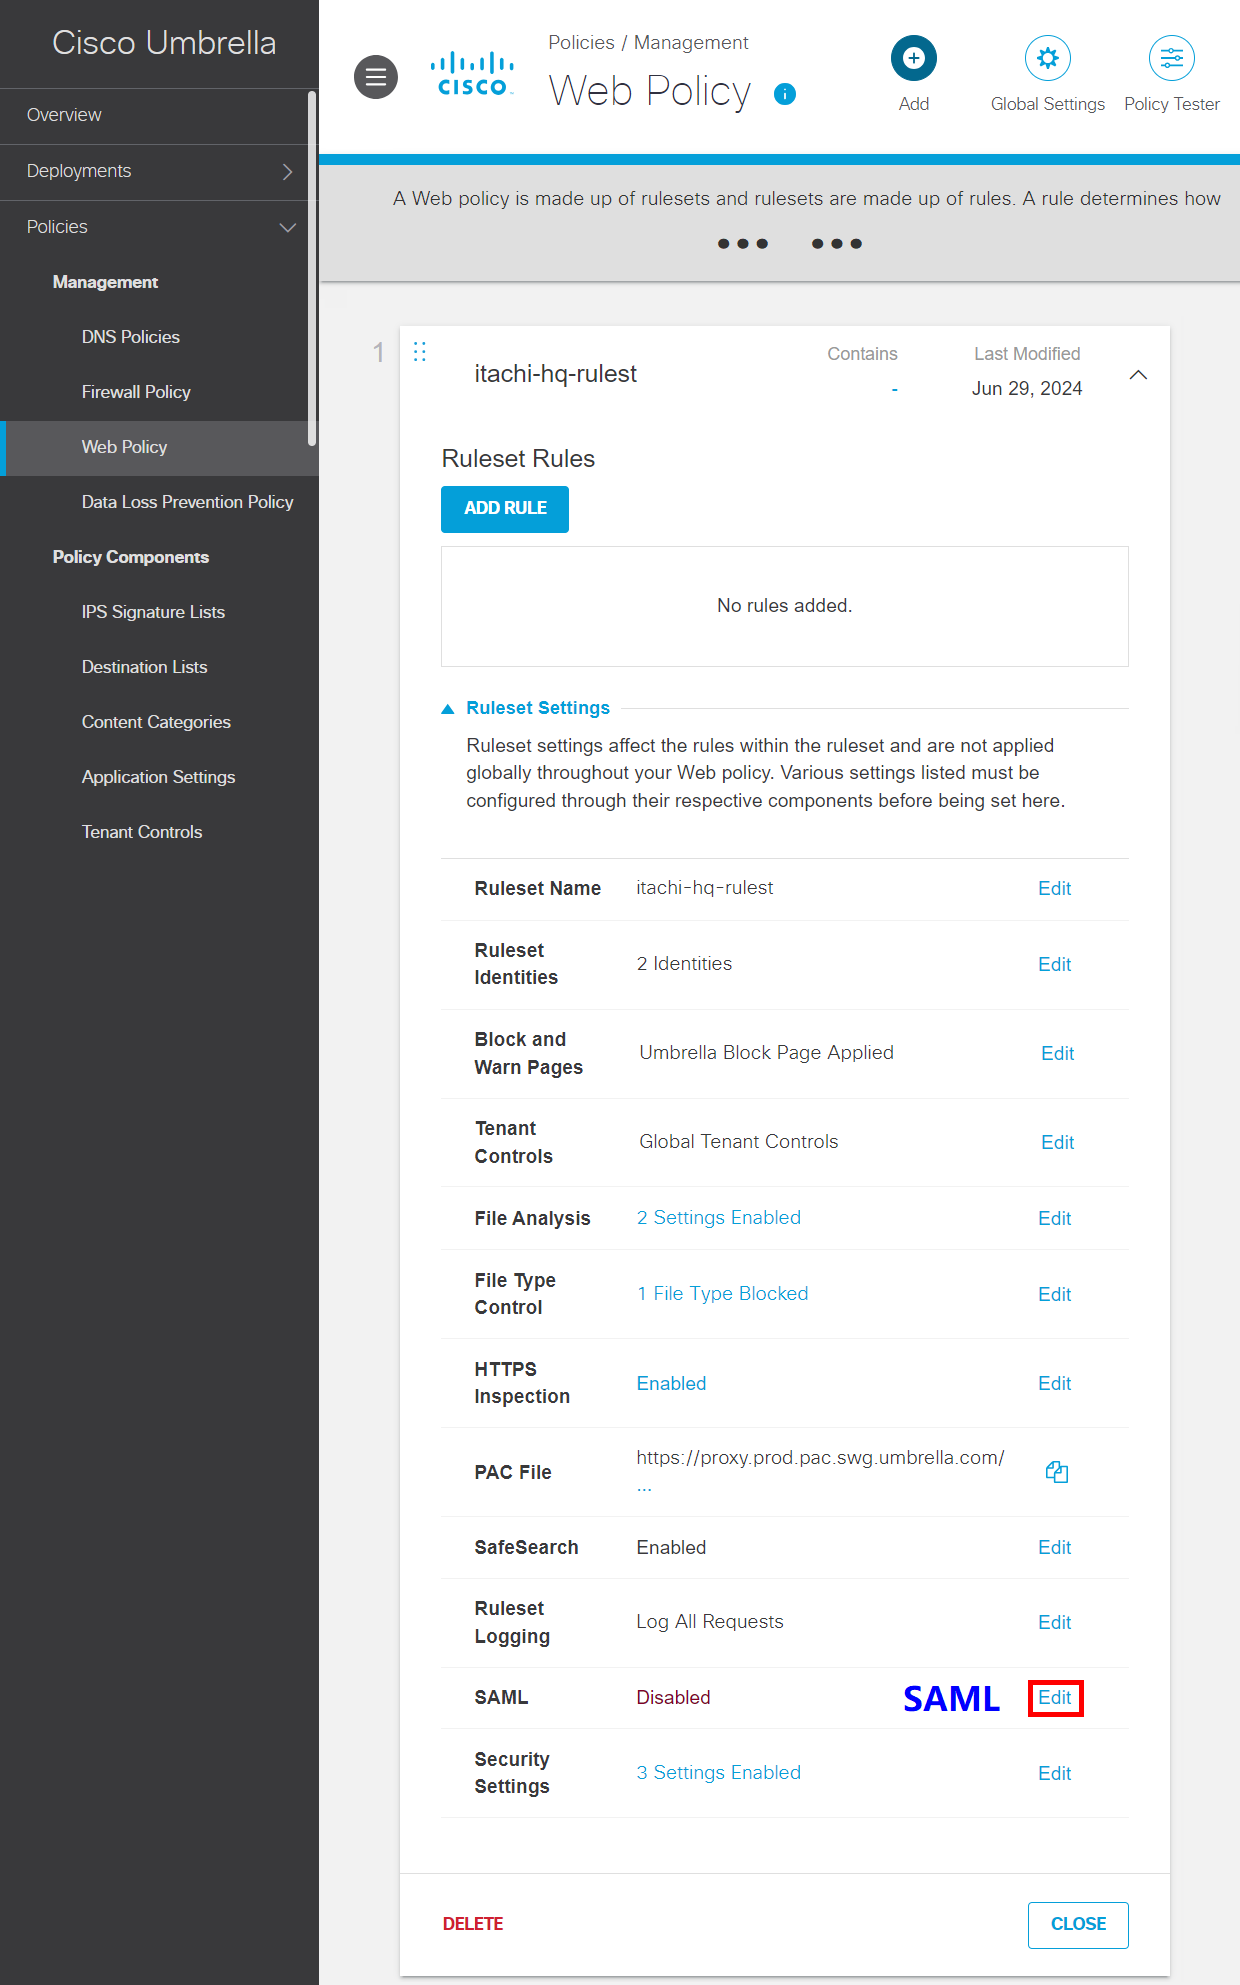 Cisco Umbrella
Overview
Deployments
Policies
Management
DNS Policies
Firewall Policy
Web Policy
Data Loss Prevention Policy
Policy Components
IPS Signature Lists
Destination Lists
Content Categories
Application Settings
Tenant Controls
CISCO
Policies / Management
Web Policy
Add
Global Settings
Policy Tester
A Web policy is made up of rulesets and rulesets are made up of rules. A rule determines how
1
itachi-hq-rulest
Contains
-
Last Modified
Jun 29, 2024
Ruleset Rules
ADD RULE
No rules added.
Ruleset Settings
Ruleset settings affect the rules within the ruleset and are not applied
globally throughout your Web policy. Various settings listed must be
configured through their respective components before being set here.
Ruleset Name itachi-hq-rulest Edit
Ruleset
Identities
2 Identities Edit
Block and
Warn Pages
Umbrella Block Page Applied Edit
Tenant
Controls
Global Tenant Controls Edit
File Analysis 2 Settings Enabled Edit
File Type
Control
1 File Type Blocked Edit
HTTPS
Inspection
Enabled Edit
PAC File
https://proxy.prod.pac.swg.umbrella.com/
...
SafeSearch Enabled Edit
Ruleset
Logging
Log All Requests Edit
SAML Disabled SAML Edit
Security
Settings
3 Settings Enabled Edit
DELETE
CLOSE